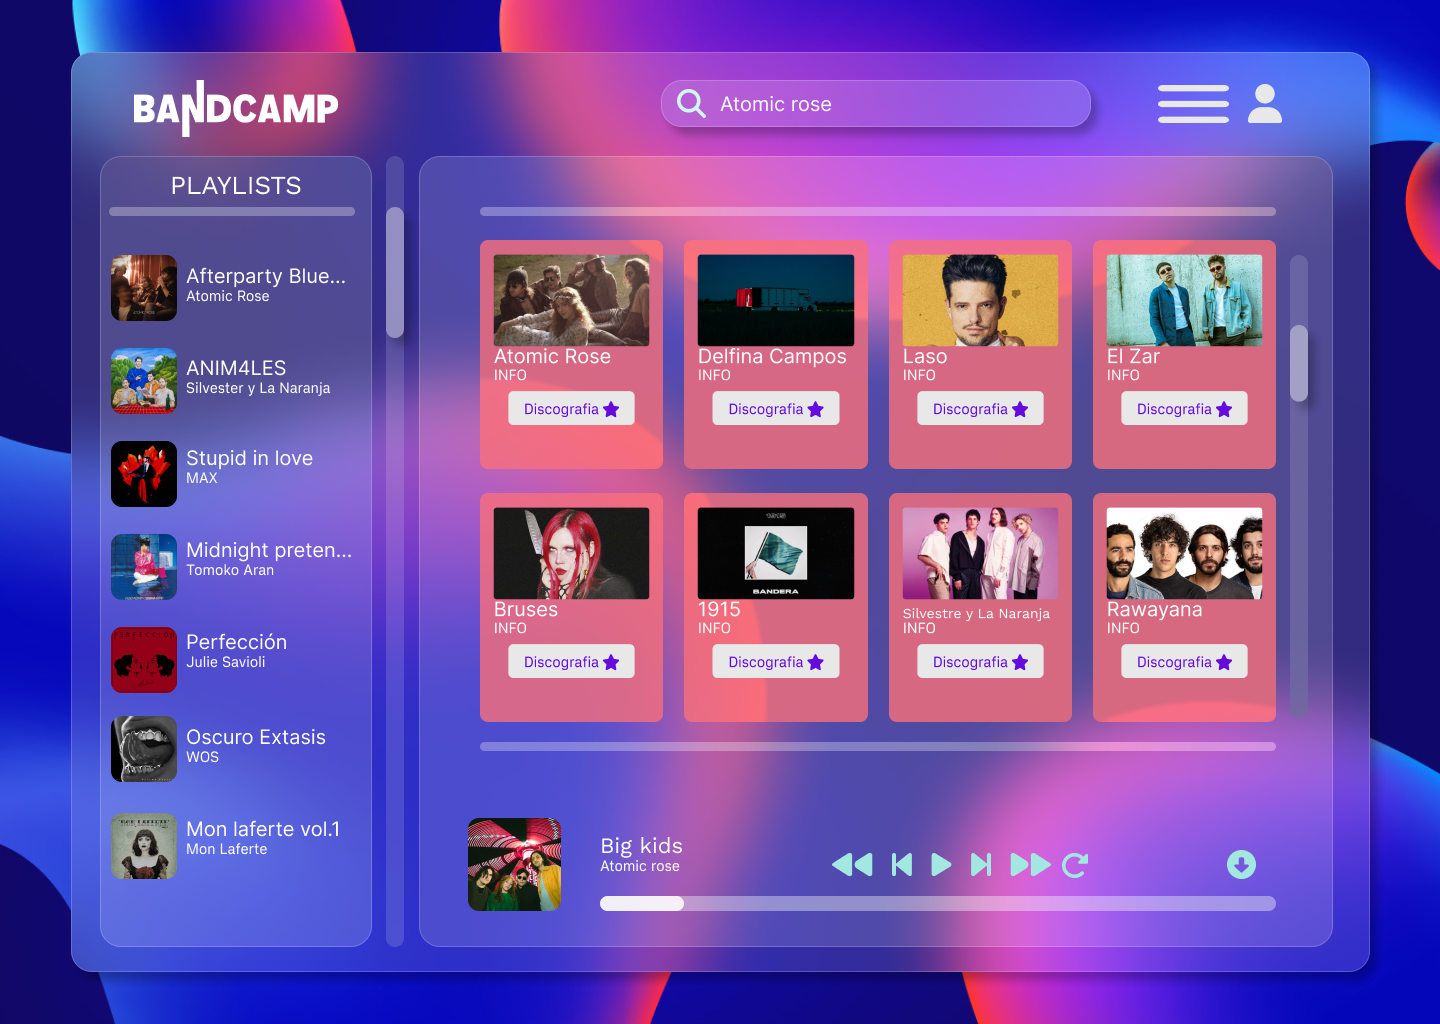 BANDCAMP
Atomic rose
PLAYLISTS
Afterparty Blue...
Atomic Rose
ANIM4LES
Silvester y La Naranja
Stupid in love
MAX
Midnight preten...
Tomoko Aran
PERFECCIÓN
Perfección
Julie Savioli
Oscuro Extasis
WOS
Mon laferte vol.1
Mon Laferte
Atomic Rose
INFO
Discografia
Delfina Campos
INFO
Discografia
Laso
INFO
Discografia
El Zar
INFO
Discografia
Bruses
INFO
Discografia
1915
BANDERA
1915
INFO
Discografia
Silvestre y La Naranja
INFO
Discografia
Rawayana
INFO
Discografia
Big kids
Atomic rose